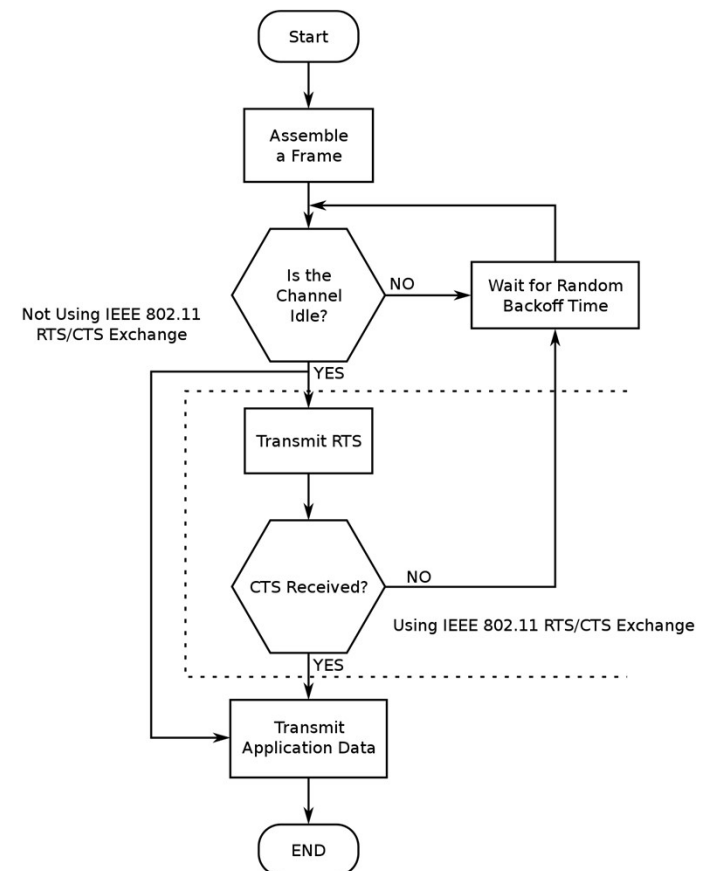 Start
Assemble
a Frame
Is the
Channel
Idle?
NO
Wait for Random
Backoff Time
Not Using IEEE 802.11
RTS/CTS Exchange
YES
Transmit RTS
CTS Received?
NO
Using IEEE 802.11 RTS/CTS Exchange
YES
Transmit
Application Data
END